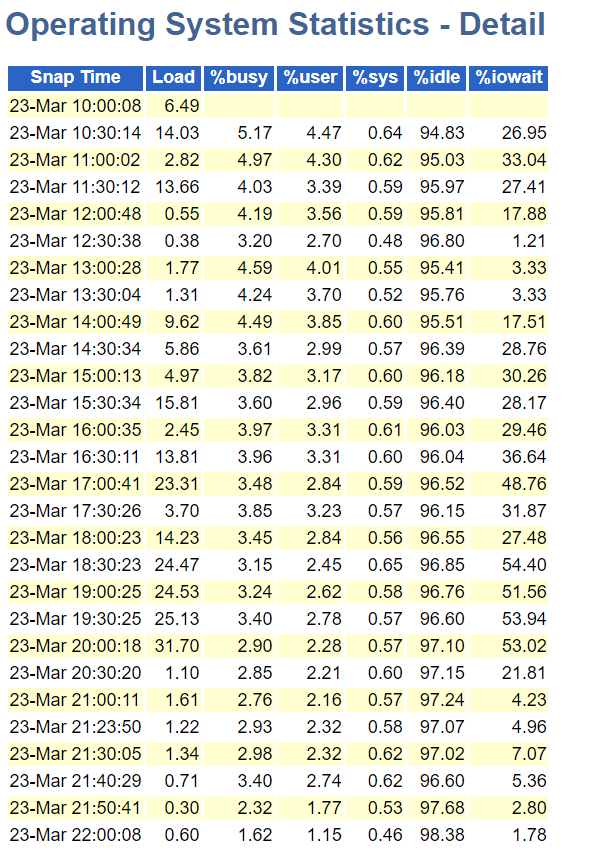 Operating System Statistics - Detail
Snap Time Load %busy %user %sys %idle %iowait
23-Mar 10:00:08 6.49
23-Mar 10:30:14 14.03 5.17 4.47 0.64 94.83 26.95
23-Mar 11:00:02 2.82 4.97 4.30 0.62 95.03 33.04
23-Mar 11:30:12 13.66 4.03 3.39 0.59 95.97 27.41
23-Mar 12:00:48 0.55 4.19 3.56 0.59 95.81 17.88
23-Mar 12:30:38 0.38 3.20 2.70 0.48 96.80 1.21
23-Mar 13:00:28 1.77 4.59 4.01 0.55 95.41 3.33
23-Mar 13:30:04 1.31 4.24 3.70 0.52 95.76 3.33
23-Mar 14:00:49 9.62 4.49 3.85 0.60 95.51 17.51
23-Mar 14:30:34 5.86 3.61 2.99 0.57 96.39 28.76
23-Mar 15:00:13 4.97 3.82 3.17 0.60 96.18 30.26
23-Mar 15:30:34 15.81 3.60 2.96 0.59 96.40 28.17
23-Mar 16:00:35 2.45 3.97 3.31 0.61 96.03 29.46
23-Mar 16:30:11 13.81 3.96 3.31 0.60 96.04 36.64
23-Mar 17:00:41 23.31 3.48 2.84 0.59 96.52 48.76
23-Mar 17:30:26 3.70 3.85 3.23 0.57 96.15 31.87
23-Mar 18:00:23 14.23 3.45 2.84 0.56 96.55 27.48
23-Mar 18:30:23 24.47 3.15 2.45 0.65 96.85 54.40
23-Mar 19:00:25 24.53 3.24 2.62 0.58 96.76 51.56
23-Mar 19:30:25 25.13 3.40 2.78 0.57 96.60 53.94
23-Mar 20:00:18 31.70 2.90 2.28 0.57 97.10 53.02
23-Mar 20:30:20 1.10 2.85 2.21 0.60 97.15 21.81
23-Mar 21:00:11 1.61 2.76 2.16 0.57 97.24 4.23
23-Mar 21:23:50 1.22 2.93 2.32 0.58 97.07 4.96
23-Mar 21:30:05 1.34 2.98 2.32 0.62 97.02 7.07
23-Mar 21:40:29 0.71 3.40 2.74 0.62 96.60 5.36
23-Mar 21:50:41 0.30 2.32 1.77 0.53 97.68 2.80
23-Mar 22:00:08 0.60 1.62 1.15 0.46 98.38 1.78